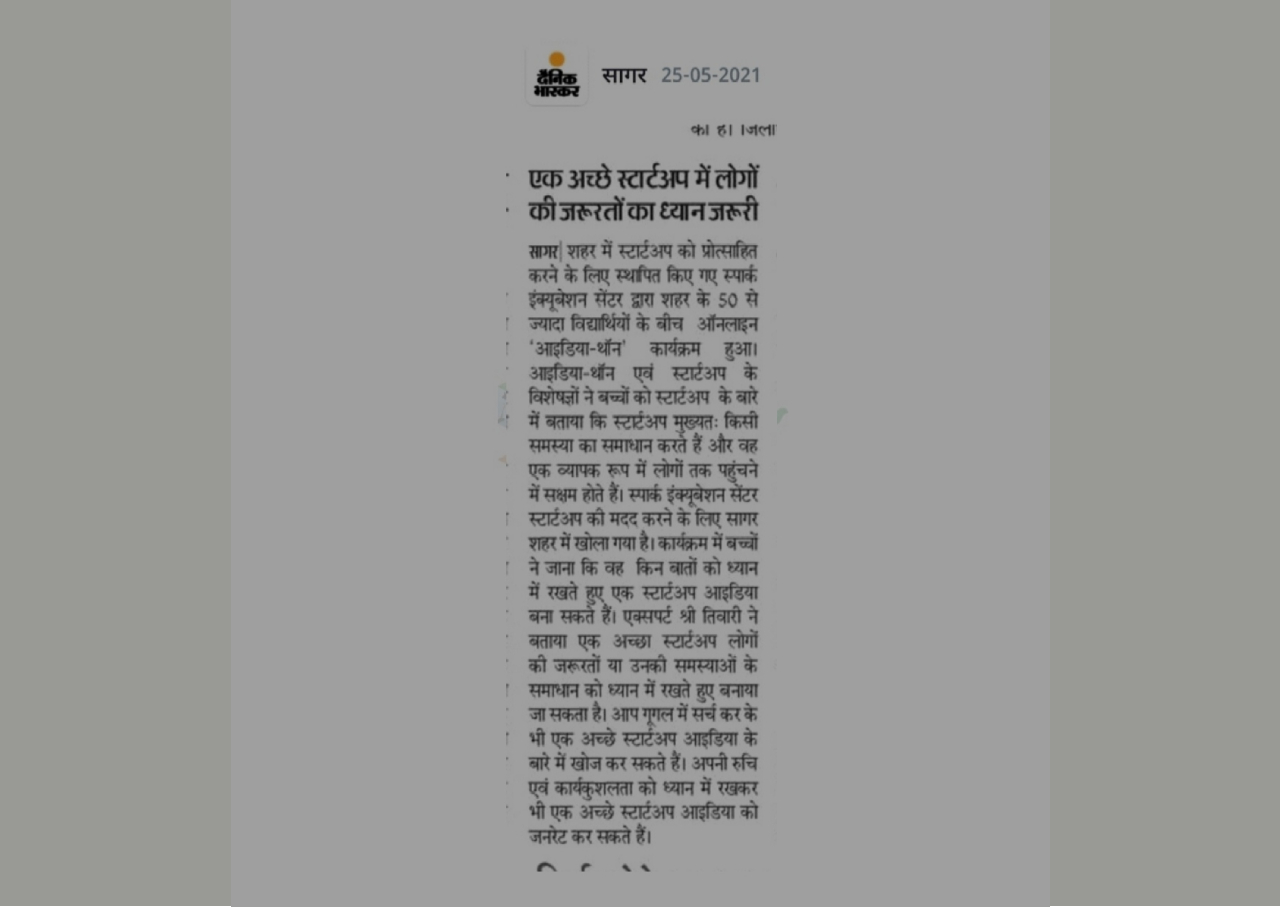 दैनिक
भास्कर
सागर 25-05-2021
एक अच्छे स्टार्टअप में लोगों
की जरूरतों का ध्यान जरूरी
सागर| शहर में स्टार्टअप को प्रोत्साहित
करने के लिए स्थापित किए गए स्पार्क
इंक्यूबेशन सेंटर द्वारा शहर के 50 से
ज्यादा विद्यार्थियों के बीच ऑनलाइन
'आइडिया-थॉन' कार्यक्रम हुआ।
आइडिया-थॉन एवं स्टार्टअप के
विशेषज्ञों ने बच्चों को स्टार्टअप के बारे
में बताया कि स्टार्टअप मुख्यतः किसी
समस्या का समाधान करते हैं और वह
एक व्यापक रूप में लोगों तक पहुंचने
में सक्षम होते हैं। स्पार्क इंक्यूबेशन सेंटर
स्टार्टअप की मदद करने के लिए सागर
शहर में खोला गया है। कार्यक्रम में बच्चों
ने जाना कि वह किन बातों को ध्यान
में रखते हुए एक स्टार्टअप आइडिया
बना सकते हैं। एक्सपर्ट श्री तिवारी ने
बताया एक अच्छा स्टार्टअप लोगों
की जरूरतों या उनकी समस्याओं के
समाधान को ध्यान में रखते हुए बनाया
जा सकता है। आप गूगल में सर्च कर के
भी एक अच्छे स्टार्टअप आइडिया के
बारे में खोज कर सकते हैं। अपनी रुचि
एवं कार्यकुशलता को ध्यान में रखकर
भी एक अच्छे स्टार्टअप आइडिया को
जनरेट कर सकते हैं।